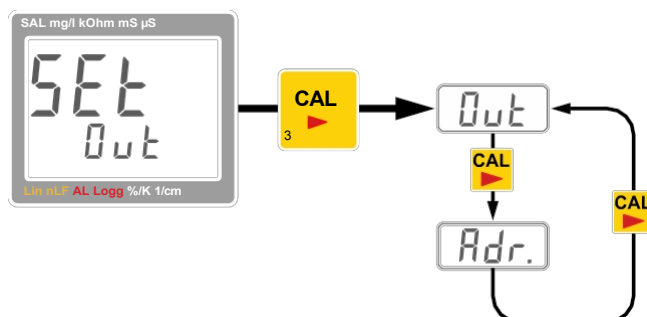 SAL mg/l kOhm mS µS
SEt
Out
Lin nLF AL Logg %/K 1/cm
CAL
3
Out
CAL
Adr.
CAL